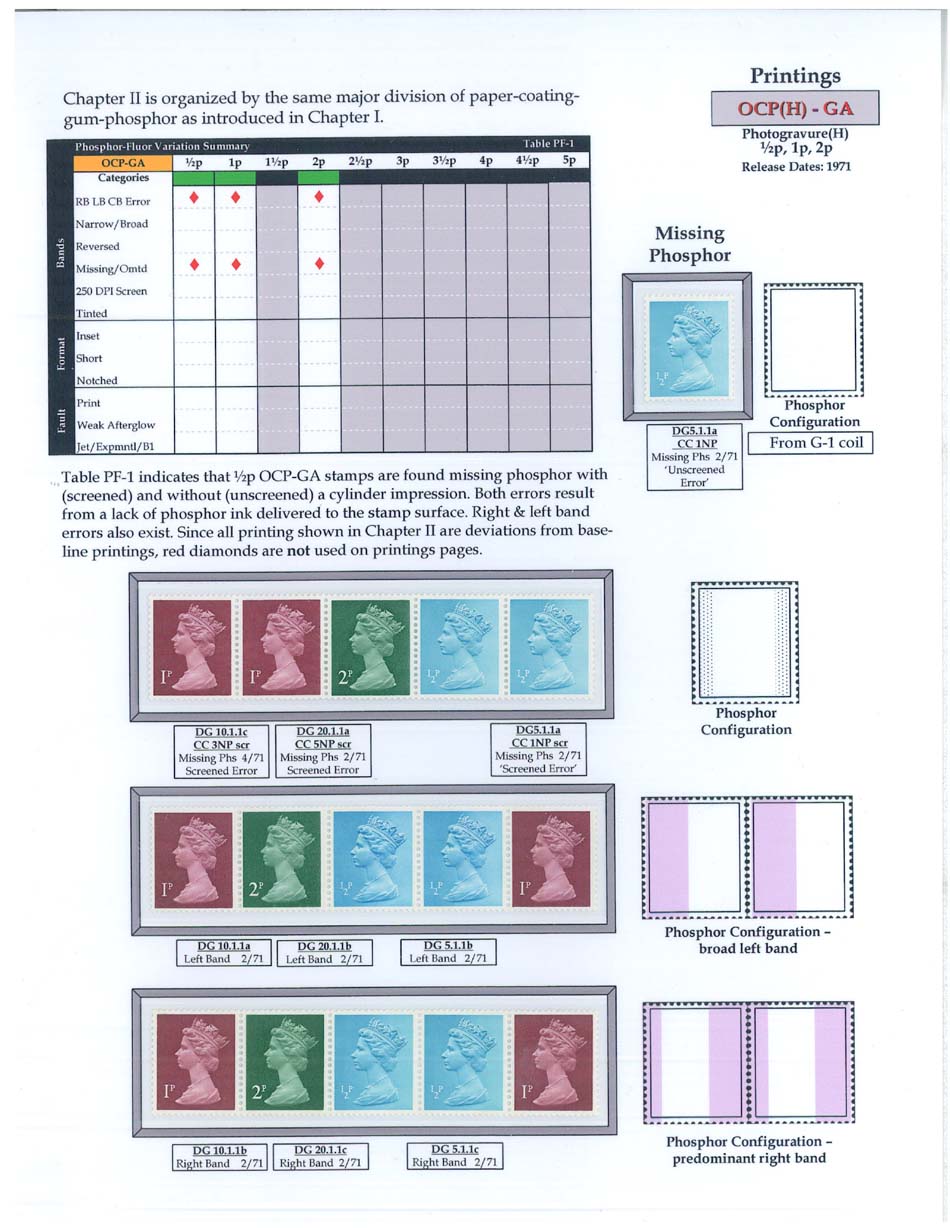 Printings
OCP(H) - GA
Photogravure(H)
½p, 1p, 2p
Release Dates: 1971
Chapter II is organized by the same major division of paper-coating-
gum-phosphor as introduced in Chapter I.
Phosphor-Fluor Variation Summary Table PF-1
OCP-GA ½p 1p 1½p 2p 2½p 3p 3½p 4p 4½p 5p
Categories
Bands
RB LB CB Error
Narrow/Broad
Reversed
Missing/Omtd
250 DPI Screen
Tinted
Format
Inset
Short
Notched
Fault
Print
Weak Afterglow
Jet/Expmntl/B1
Missing
Phosphor
½P
DG5.1.1a
CC 1NP
Missing Phs 2/71
'Unscreened
Error'
Phosphor
Configuration
From G-1 coil
Table PF-1 indicates that ½p OCP-GA stamps are found missing phosphor with
(screened) and without (unscreened) a cylinder impression. Both errors result
from a lack of phosphor ink delivered to the stamp surface. Right & left band
errors also exist. Since all printing shown in Chapter II are deviations from base-
line printings, red diamonds are not used on printings pages.
1P 1P 2P ½P ½P
DG 10.1.1c
CC 3NP scr
Missing Phs 4/71
Screened Error
DG 20.1.1a
CC 5NP scr
Missing Phs 2/71
Screened Error
DG5.1.1a
CC 1NP scr
Missing Phs 2/71
'Screened Error'
Phosphor
Configuration
1P 2P ½P ½P 1P
DG 10.1.1a
Left Band 2/71
DG 20.1.1b
Left Band 2/71
DG 5.1.1b
Left Band 2/71
Phosphor Configuration –
broad left band
1P 2P ½P ½P 1P
DG 10.1.1b
Right Band 2/71
DG 20.1.1c
Right Band 2/71
DG 5.1.1c
Right Band 2/71
Phosphor Configuration –
predominant right band